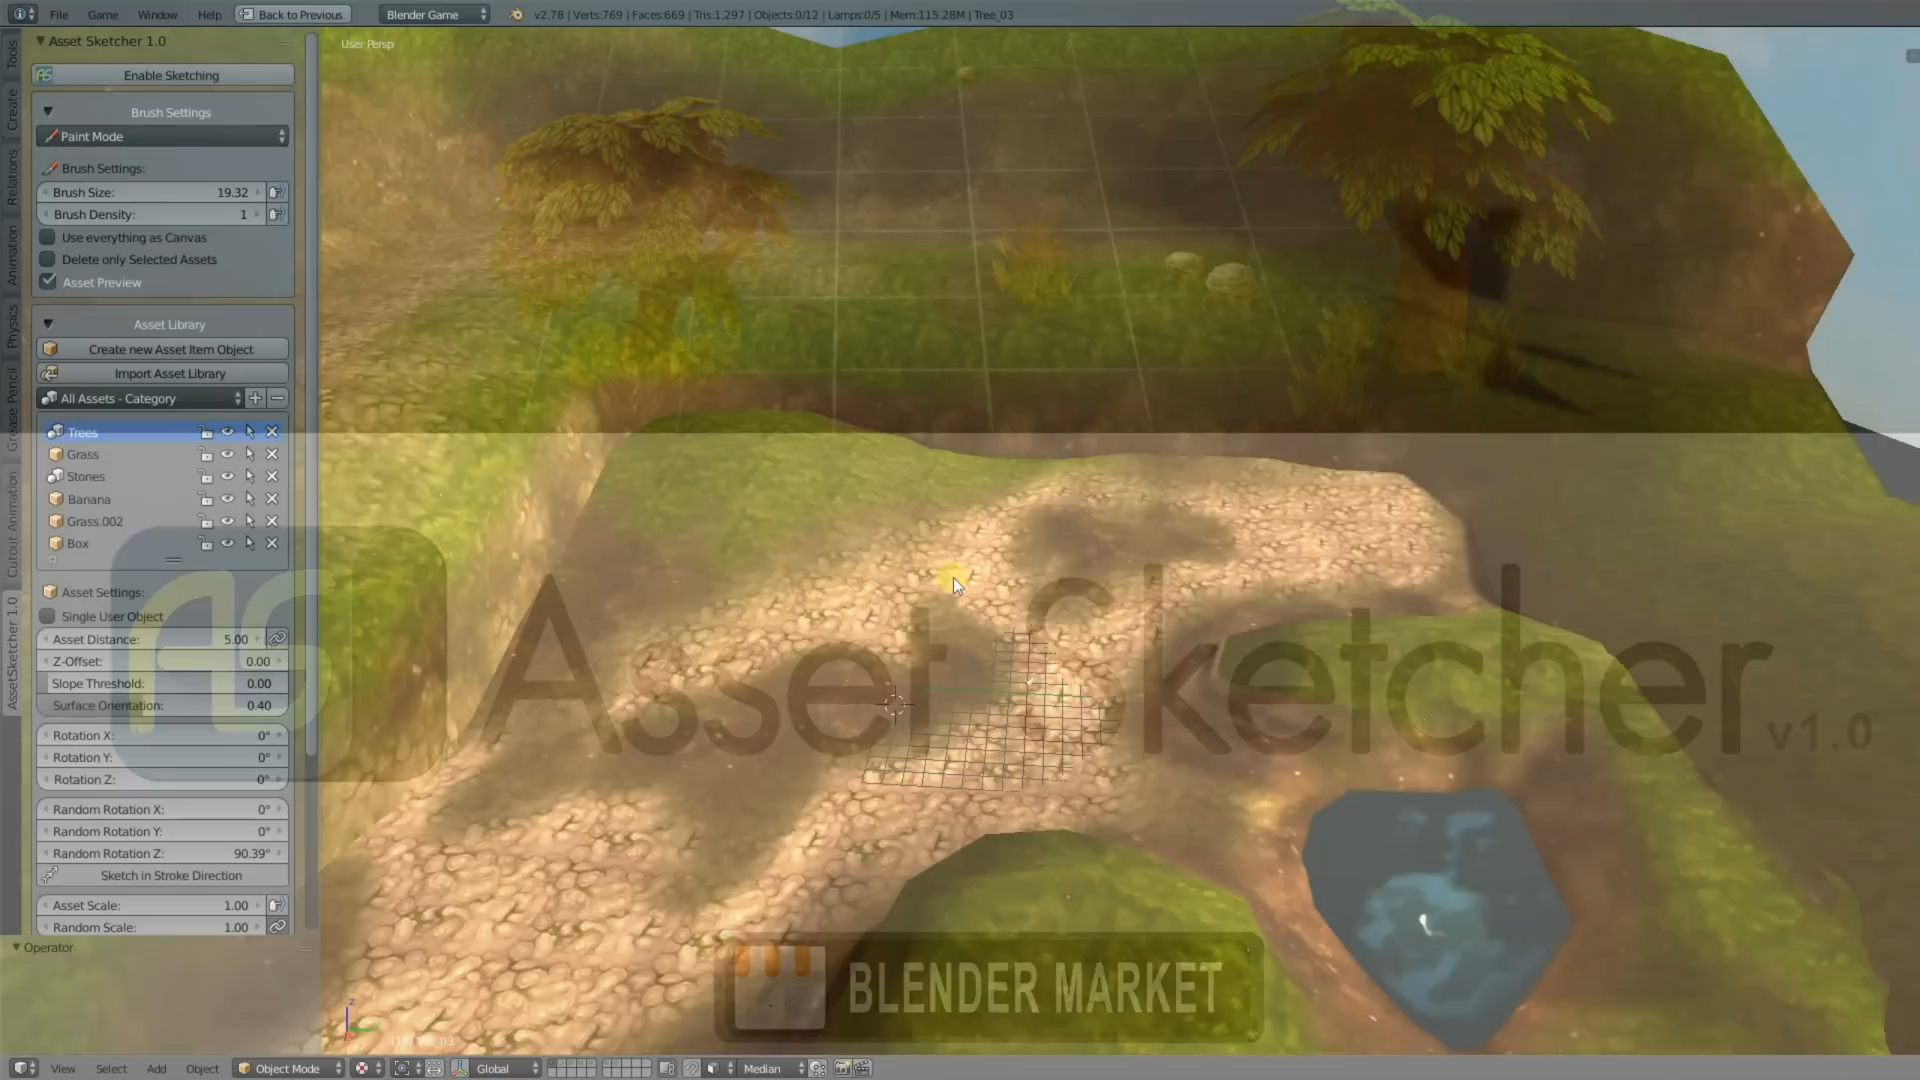 File Game Window Help Back to Previous Blender Game v2.78 | Verts:769 | Faces:669 | Tris:1,297 | Objects:0/12 | Lamps:0/5 | Mem:115.28M | Tree_03
Asset Sketcher 1.0
User Persp
Enable Sketching
Brush Settings
Paint Mode
Brush Settings:
Brush Size: 19.32
Brush Density: 1
Use everything as Canvas
Delete only Selected Assets
Asset Preview
Asset Library
Create new Asset Item Object
Import Asset Library
All Assets - Category
Trees
Grass
Stones
Banana
Grass.002
Box
Asset Settings:
Single User Object
Asset Distance: 5.00
Z-Offset: 0.00
Slope Threshold: 0.00
Surface Orientation: 0.40
Rotation X: 0°
Rotation Y: 0°
Rotation Z: 0°
Random Rotation X: 0°
Random Rotation Y: 0°
Random Rotation Z: 90.39°
Sketch in Stroke Direction
Asset Scale: 1.00
Random Scale: 1.00
Operator
Tools
Create
Relations
Animation
Physics
Grease Pencil
Cutout Animation
AssetSketcher 1.0
AS
Asset Sketcher v1.0
BLENDER MARKET
z
View Select Add Object Object Mode Global Median